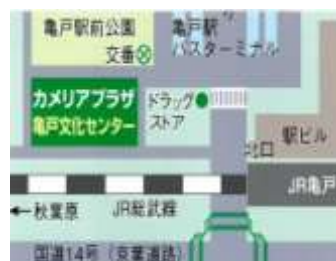 亀戸駅前公園
交番
亀戸駅
バスターミナル
カメリアプラザ
亀戸文化センター
ドラッグ
ストア
駅ビル
北口
JR亀戸
←秋葉原
JR総武線
国道14号(京葉道路)